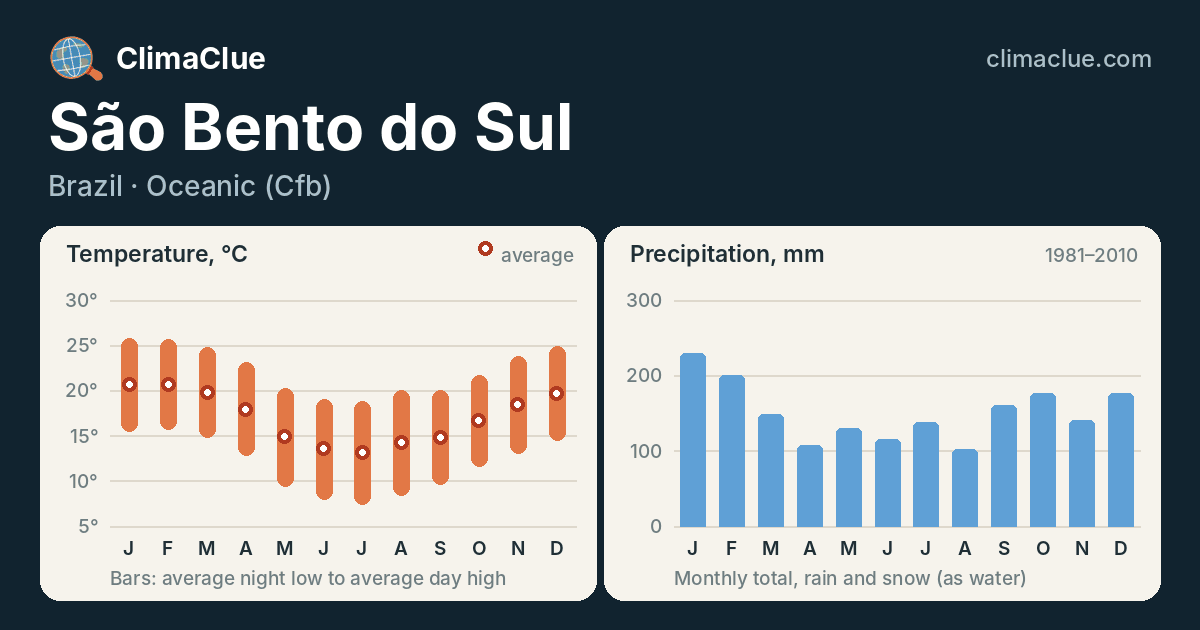 ClimaClue
climaclue.com
São Bento do Sul
Brazil · Oceanic (Cfb)
Temperature, °C
average
30°
25°
20°
15°
10°
5°
J F M A M J J A S O N D
Bars: average night low to average day high
Precipitation, mm
1981–2010
300
200
100
0
J F M A M J J A S O N D
Monthly total, rain and snow (as water)